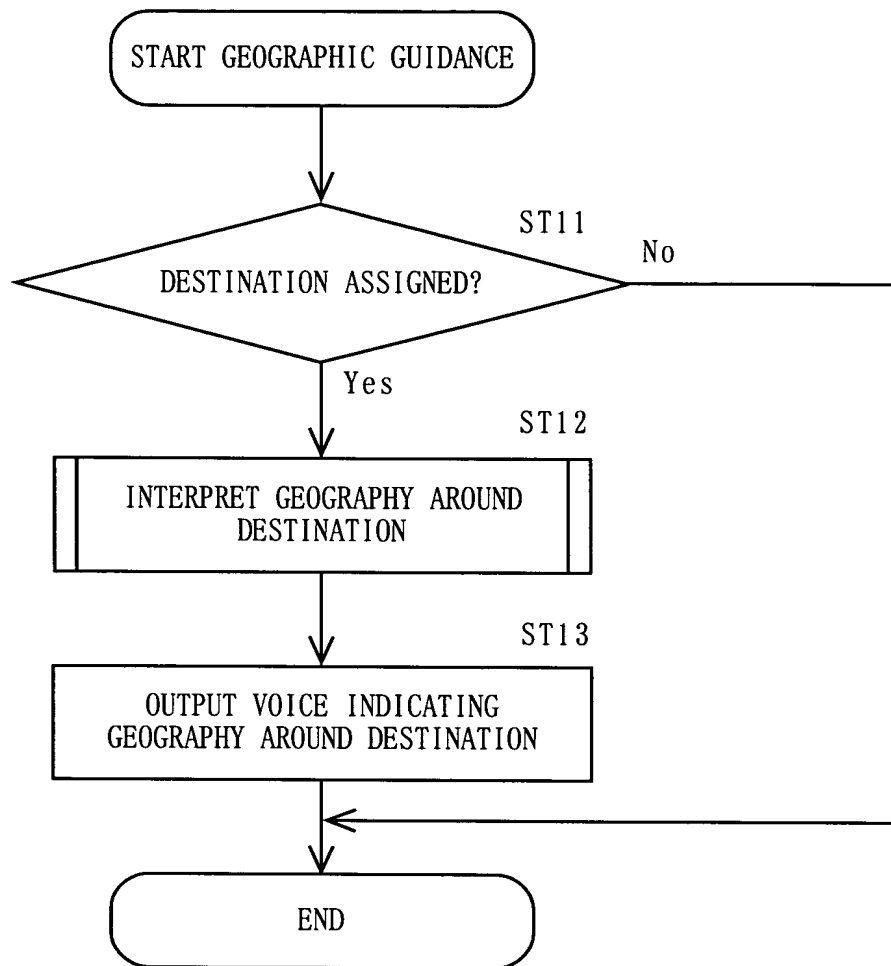 START GEOGRAPHIC GUIDANCE
ST11
No
DESTINATION ASSIGNED?
Yes
ST12
INTERPRET GEOGRAPHY AROUND
DESTINATION
ST13
OUTPUT VOICE INDICATING
GEOGRAPHY AROUND DESTINATION
END